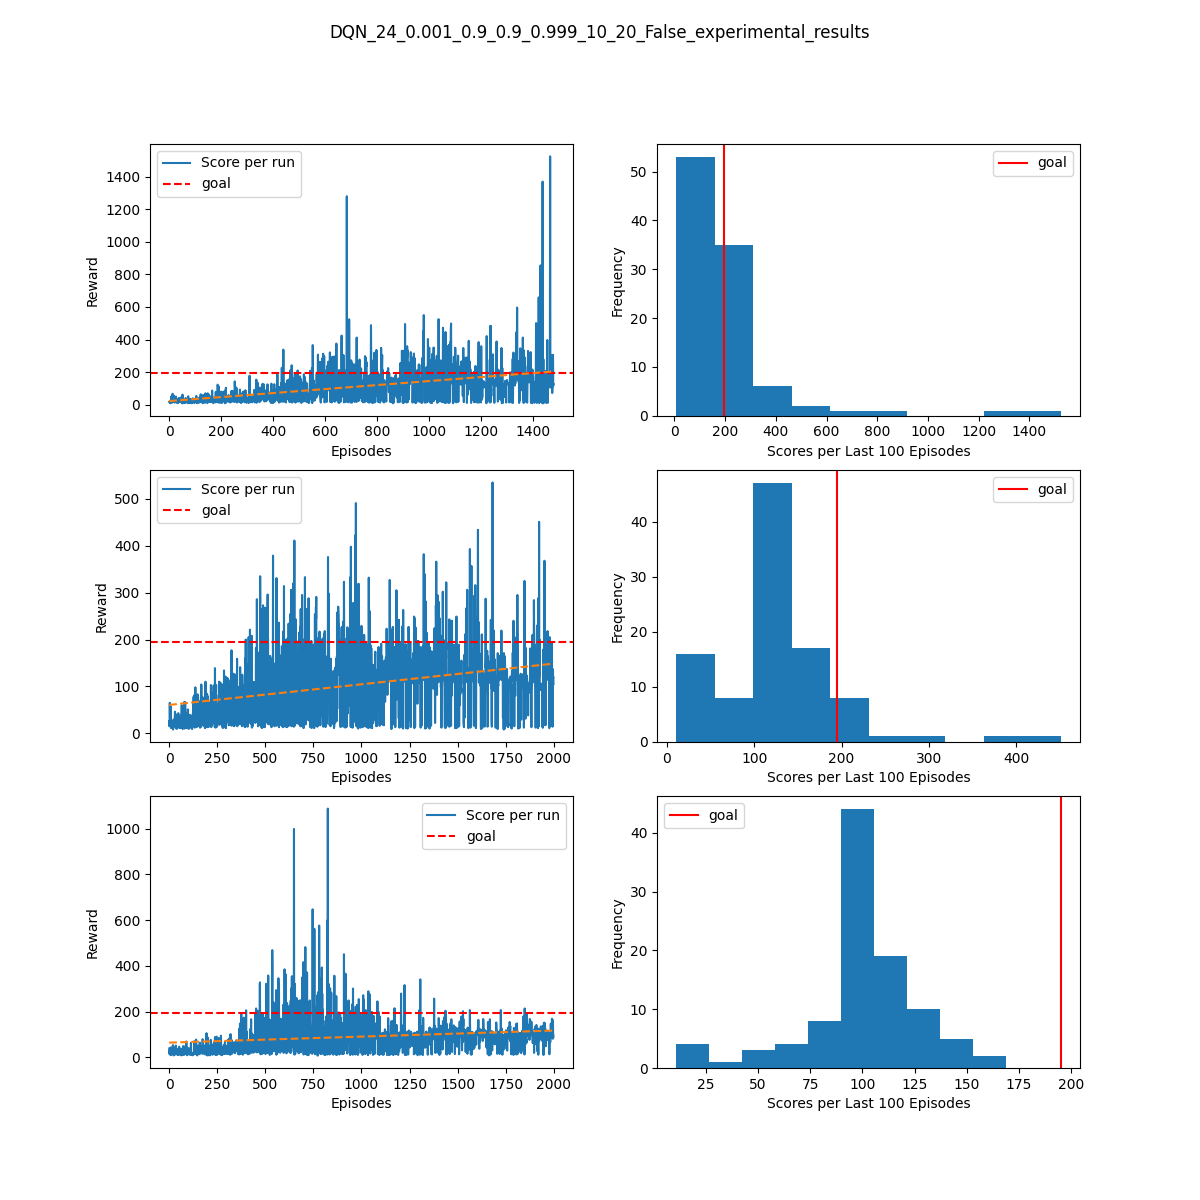 DQN_24_0.001_0.9_0.9_0.999_10_20_False_experimental_results
Score per run
goal
1400
1200
1000
800
600
400
200
0
Reward
0 200 400 600 800 1000 1200 1400
Episodes
goal
50
40
30
20
10
0
Frequency
0 200 400 600 800 1000 1200 1400
Scores per Last 100 Episodes
Score per run
goal
500
400
300
200
100
0
Reward
0 250 500 750 1000 1250 1500 1750 2000
Episodes
goal
40
30
20
10
0
Frequency
0 100 200 300 400
Scores per Last 100 Episodes
Score per run
goal
1000
800
600
400
200
0
Reward
0 250 500 750 1000 1250 1500 1750 2000
Episodes
goal
40
30
20
10
0
Frequency
25 50 75 100 125 150 175 200
Scores per Last 100 Episodes